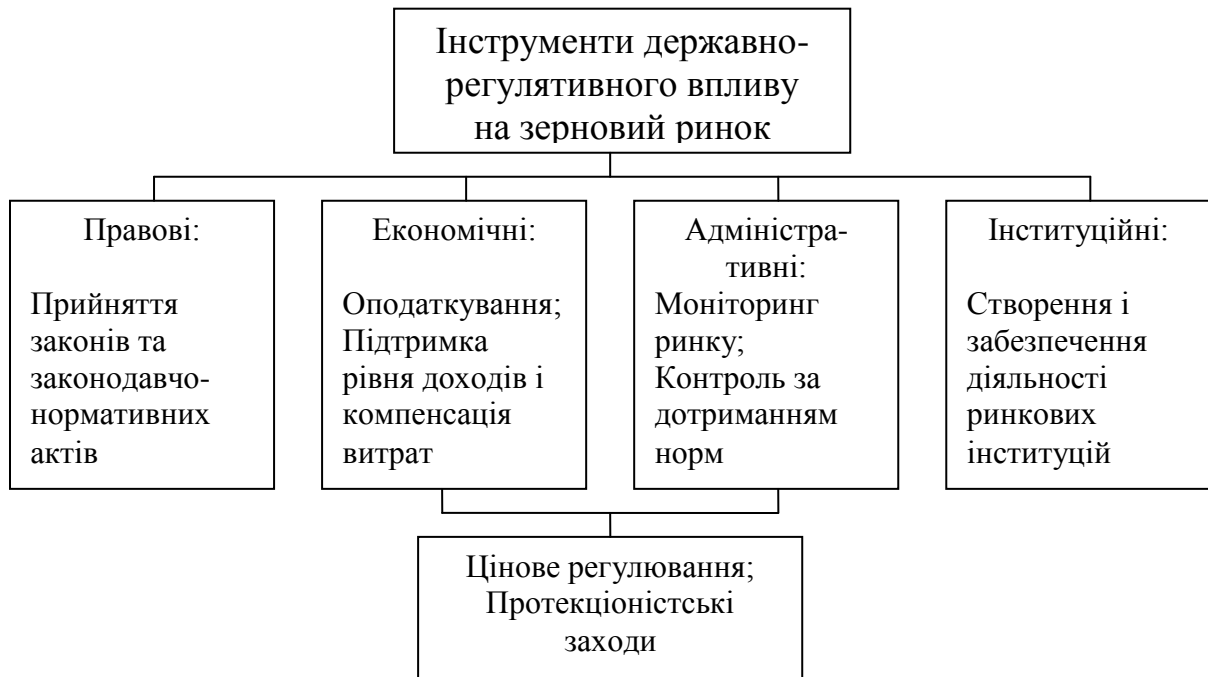 Інструменти державно-
регулятивного впливу
на зерновий ринок
Правові:
Прийняття
законів та
законодавчо-
нормативних
актів
Економічні:
Оподаткування;
Підтримка
рівня доходів і
компенсація
витрат
Адміністра-
тивні:
Моніторинг
ринку;
Контроль за
дотриманням
норм
Інституційні:
Створення і
забезпечення
діяльності
ринкових
інституцій
Цінове регулювання;
Протекціоністські
заходи